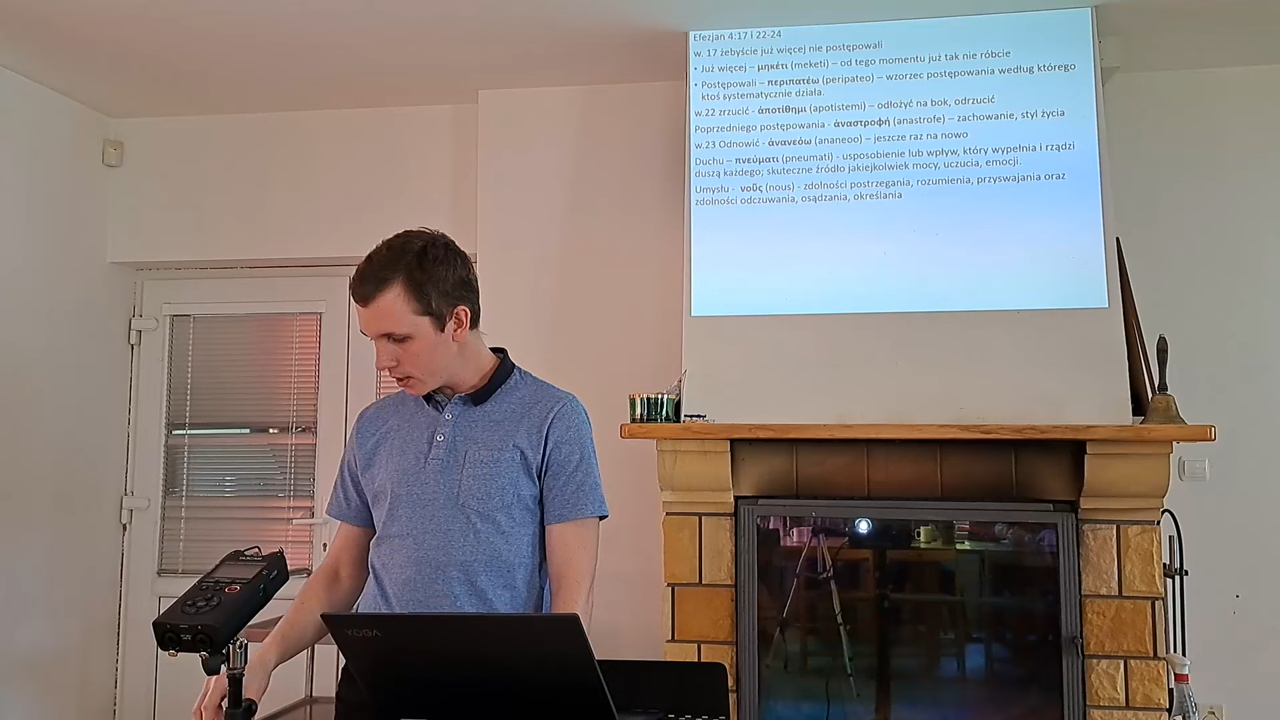 Efezjan 4:17 i 22-24
w. 17 żebyście już więcej nie postępowali
• Już więcej – μηκέτι (meketi) – od tego momentu już tak nie róbcie
• Postępowali – περιπατέω (peripateo) – wzorzec postępowania według którego
ktoś systematycznie działa.
w.22 zrzucić - ἀποτίθημι (apotistemi) – odłożyć na bok, odrzucić
Poprzedniego postępowania - ἀναστροφή (anastrofe) – zachowanie, styl życia
w.23 Odnowić - ἀνανεόω (ananeoo) – jeszcze raz na nowo
Duchu – πνεύματι (pneumati) - usposobienie lub wpływ, który wypełnia i rządzi
duszą każdego; skuteczne źródło jakiejkolwiek mocy, uczucia, emocji.
Umysłu - νοῦς (nous) - zdolności postrzegania, rozumienia, przyswajania oraz
zdolności odczuwania, osądzania, określania
TASCAM
YOGA